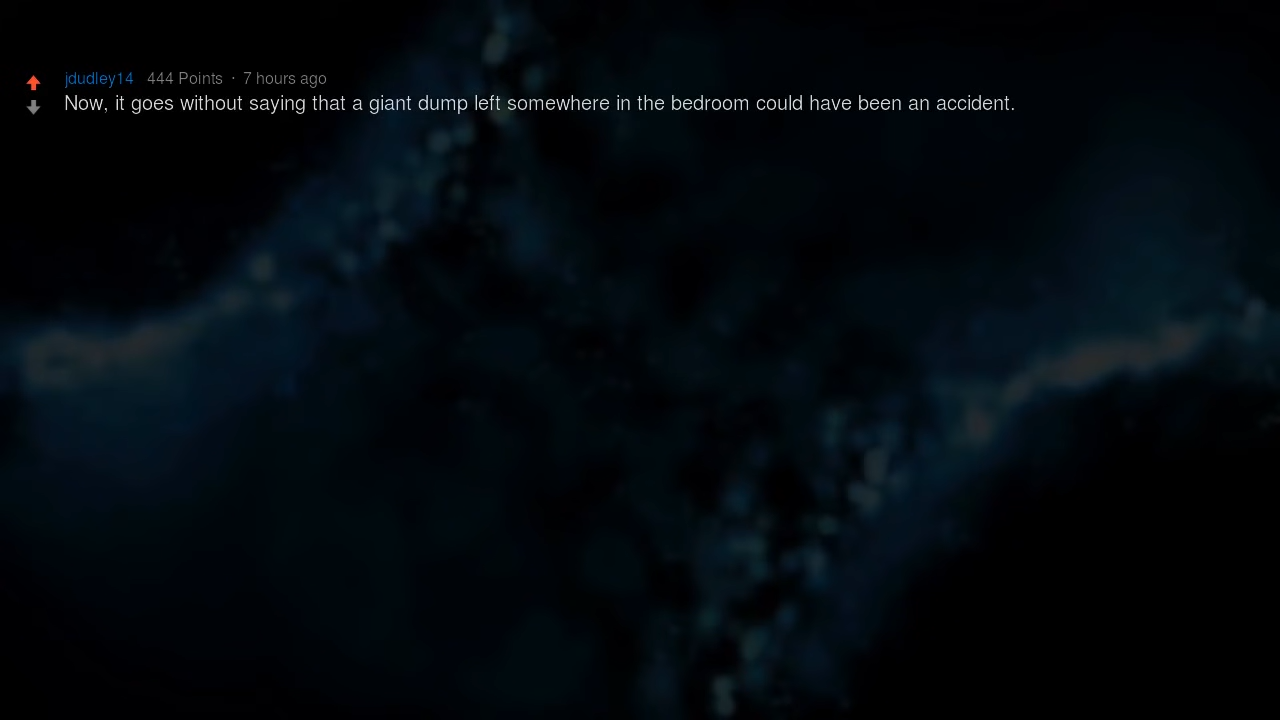 jdudley14 444 Points · 7 hours ago
Now, it goes without saying that a giant dump left somewhere in the bedroom could have been an accident.